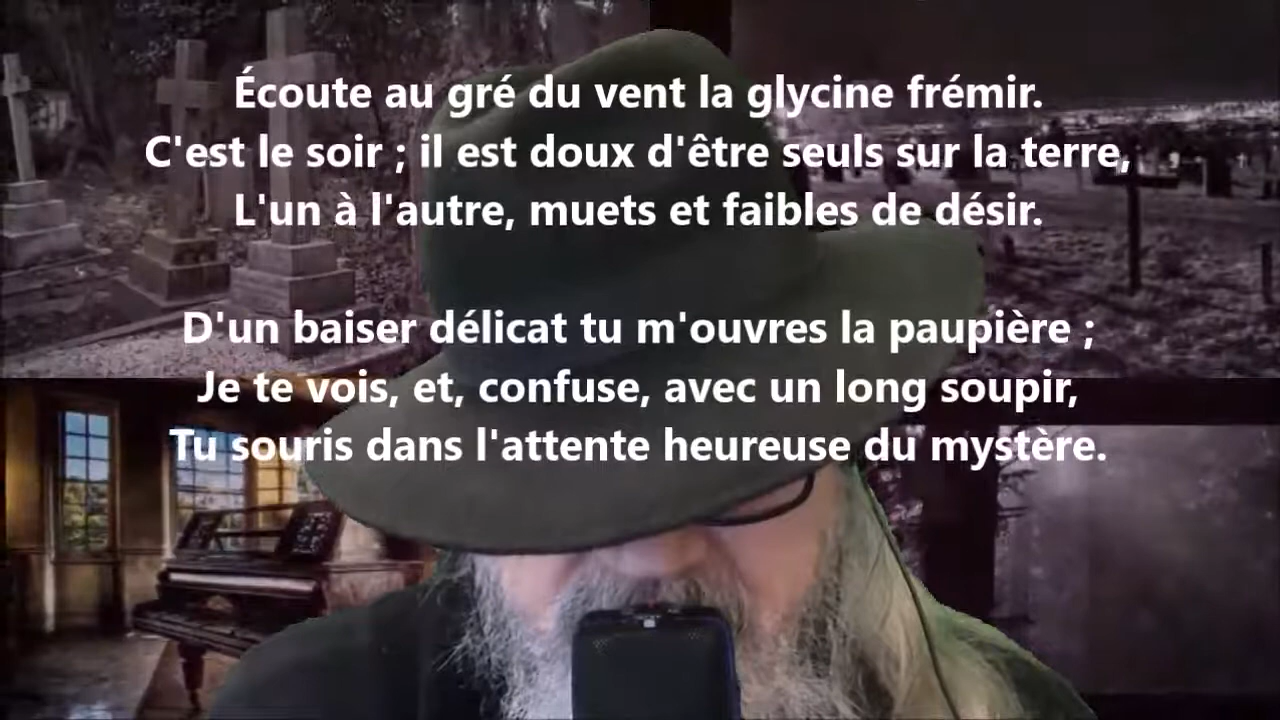 Écoute au gré du vent la glycine frémir.
C'est le soir ; il est doux d'être seuls sur la terre,
L'un à l'autre, muets et faibles de désir.
D'un baiser délicat tu m'ouvres la paupière ;
Je te vois, et, confuse, avec un long soupir,
Tu souris dans l'attente heureuse du mystère.